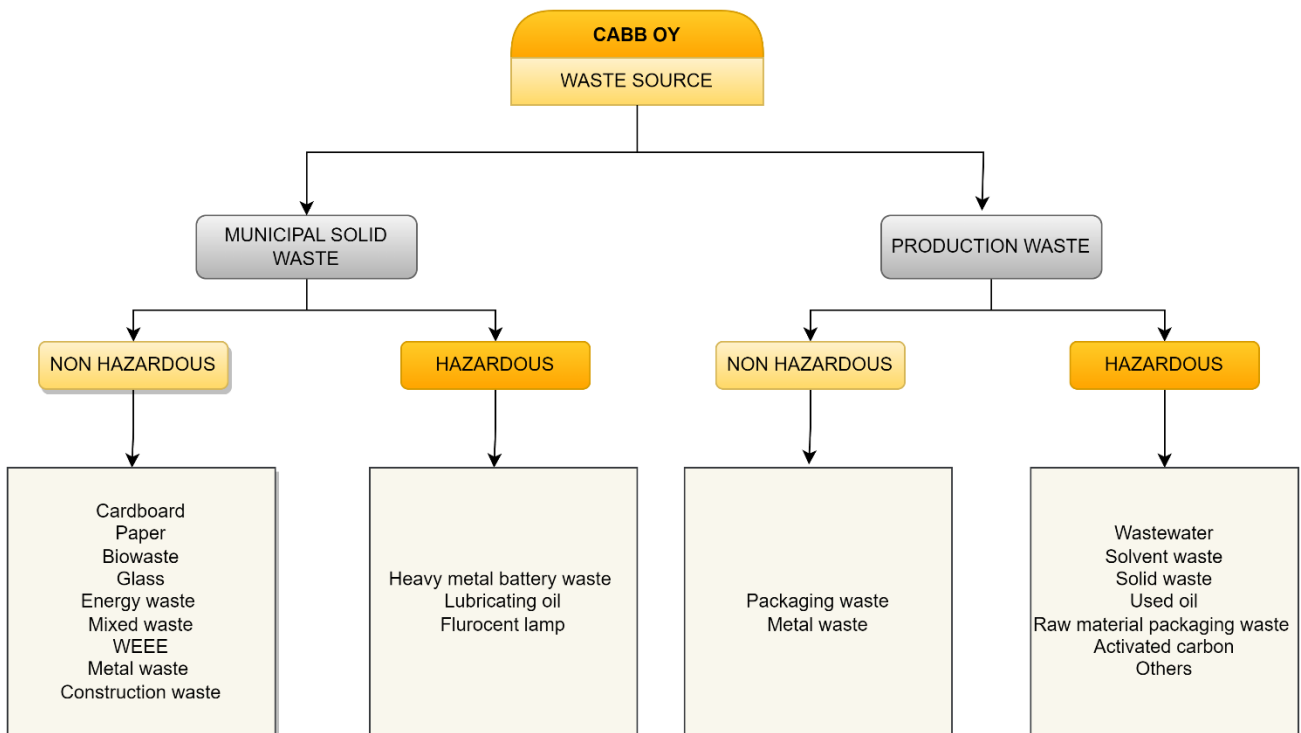 CABB OY
WASTE SOURCE
MUNICIPAL SOLID
WASTE
PRODUCTION WASTE
NON HAZARDOUS
HAZARDOUS
NON HAZARDOUS
HAZARDOUS
Cardboard
Paper
Biowaste
Glass
Energy waste
Mixed waste
WEEE
Metal waste
Construction waste
Heavy metal battery waste
Lubricating oil
Flurocent lamp
Packaging waste
Metal waste
Wastewater
Solvent waste
Solid waste
Used oil
Raw material packaging waste
Activated carbon
Others